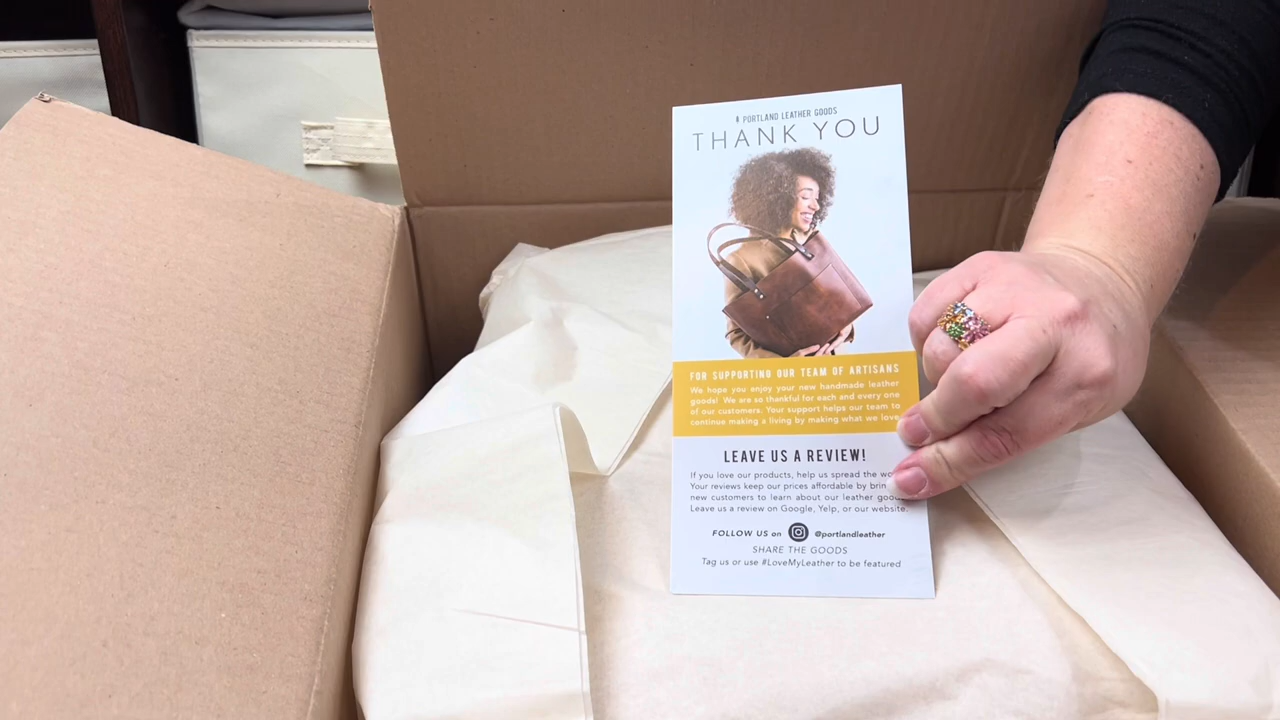 PORTLAND LEATHER GOODS
THANK YOU
FOR SUPPORTING OUR TEAM OF ARTISANS
We hope you enjoy your new handmade leather
goods! We are so thankful for each and every one
of our customers. Your support helps our team to
continue making a living by making what we love
LEAVE US A REVIEW!
If you love our products, help us spread the
Your reviews keep our prices affordable by
new customers to learn about our leather
Leave us a review on Google, Yelp, or our website.
FOLLOW US on @portlandleather
SHARE THE GOODS
Tag us or use #LoveMyLeather to be featured